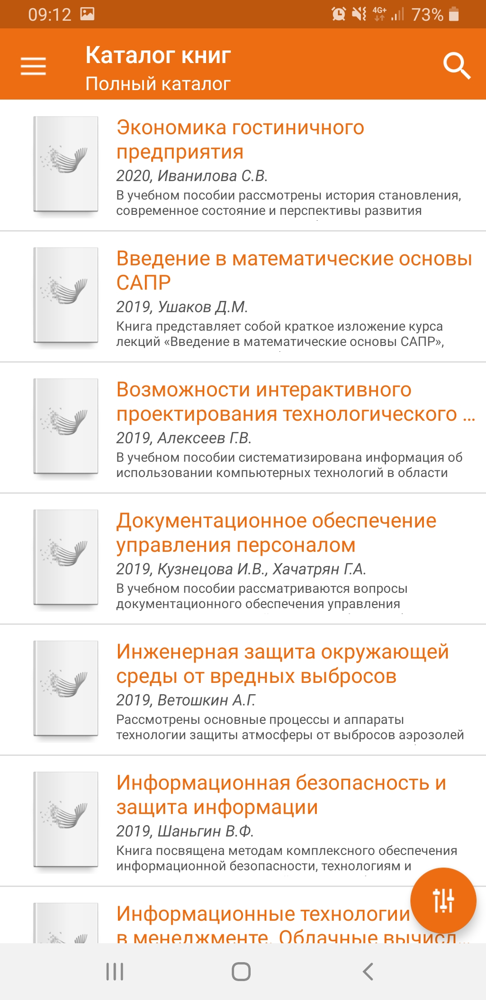 09:12
4G+
73%
Каталог книг
Полный каталог
Экономика гостиничного
предприятия
2020, Иванилова С.В.
В учебном пособии рассмотрены история становления,
современное состояние и перспективы развития
Введение в математические основы
САПР
2019, Ушаков Д.М.
Книга представляет собой краткое изложение курса
лекций «Введение в математические основы САПР»,
Возможности интерактивного
проектирования технологического ...
2019, Алексеев Г.В.
В учебном пособии систематизирована информация об
использовании компьютерных технологий в области
Документационное обеспечение
управления персоналом
2019, Кузнецова И.В., Хачатрян Г.А.
В учебном пособии рассматриваются вопросы
документационного обеспечения управления
Инженерная защита окружающей
среды от вредных выбросов
2019, Ветошкин А.Г.
Рассмотрены основные процессы и аппараты
технологии защиты атмосферы от выбросов аэрозолей
Информационная безопасность и
защита информации
2019, Шаньгин В.Ф.
Книга посвящена методам комплексного обеспечения
информационной безопасности, технологиям и
Информационные технологии
в менеджменте. Облачные вычисл...